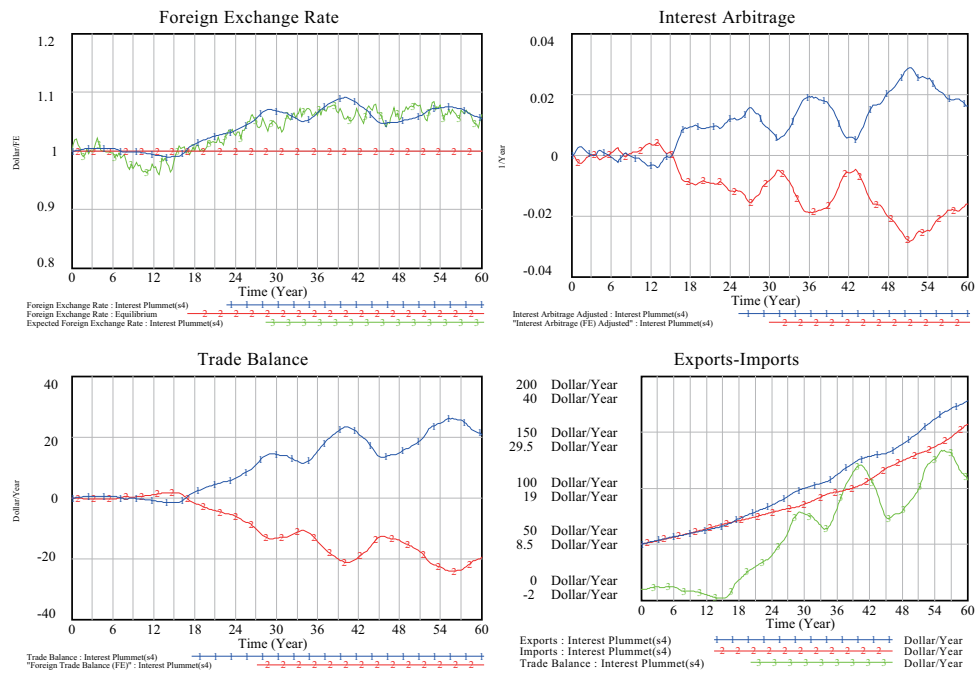 Foreign Exchange Rate
1.2
1.1
1
0.9
0.8
Dollar/FE
0 6 12 18 24 30 36 42 48 54 60
Time (Year)
Foreign Exchange Rate : Interest Plummet(s4)
Foreign Exchange Rate : Equilibrium
Expected Foreign Exchange Rate : Interest Plummet(s4)
Interest Arbitrage
0.04
0.02
0
-0.02
-0.04
1/Year
0 6 12 18 24 30 36 42 48 54 60
Time (Year)
Interest Arbitrage Adjusted : Interest Plummet(s4)
"Interest Arbitrage (FE) Adjusted" : Interest Plummet(s4)
Trade Balance
40
20
0
-20
-40
Dollar/Year
0 6 12 18 24 30 36 42 48 54 60
Time (Year)
Trade Balance : Interest Plummet(s4)
"Foreign Trade Balance (FE)" : Interest Plummet(s4)
Exports-Imports
200 Dollar/Year
40 Dollar/Year
150 Dollar/Year
29.5 Dollar/Year
100 Dollar/Year
19 Dollar/Year
50 Dollar/Year
8.5 Dollar/Year
0 Dollar/Year
-2 Dollar/Year
0 6 12 18 24 30 36 42 48 54 60
Time (Year)
Exports : Interest Plummet(s4) Dollar/Year
Imports : Interest Plummet(s4) Dollar/Year
Trade Balance : Interest Plummet(s4) Dollar/Year